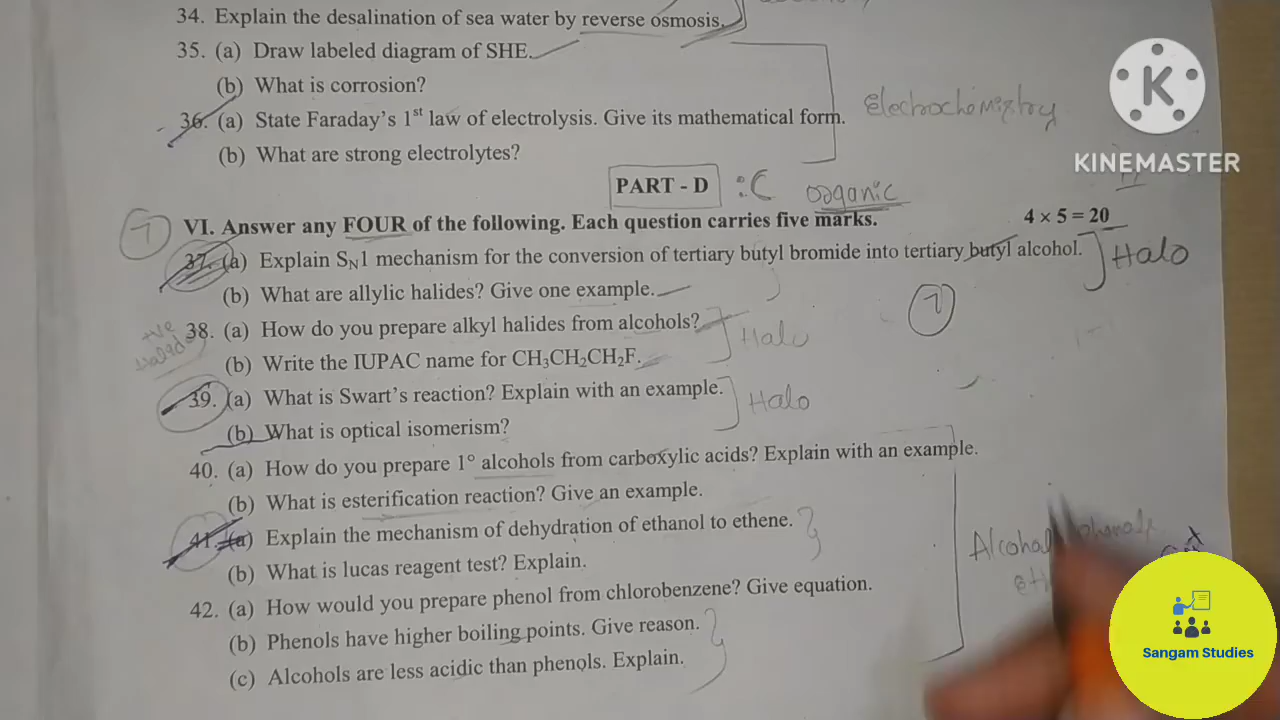 34. Explain the desalination of sea water by reverse osmosis.
35. (a) Draw labeled diagram of SHE.
(b) What is corrosion?
36. (a) State Faraday's 1st law of electrolysis. Give its mathematical form.
(b) What are strong electrolytes?
Electrochemistry
KINEMASTER
PART - D
:C organic
VI. Answer any FOUR of the following. Each question carries five marks. 4 × 5 = 20
7
37. (a) Explain SN1 mechanism for the conversion of tertiary butyl bromide into tertiary butyl alcohol.
Halo
(b) What are allylic halides? Give one example.
7
38. (a) How do you prepare alkyl halides from alcohols?
Halo
(b) Write the IUPAC name for CH3CH2CH2F.
39. (a) What is Swart's reaction? Explain with an example.
Halo
(b) What is optical isomerism?
40. (a) How do you prepare 1° alcohols from carboxylic acids? Explain with an example.
(b) What is esterification reaction? Give an example.
41. (a) Explain the mechanism of dehydration of ethanol to ethene.
(b) What is lucas reagent test? Explain.
42. (a) How would you prepare phenol from chlorobenzene? Give equation.
(b) Phenols have higher boiling points. Give reason.
(c) Alcohols are less acidic than phenols. Explain.
Sangam Studies